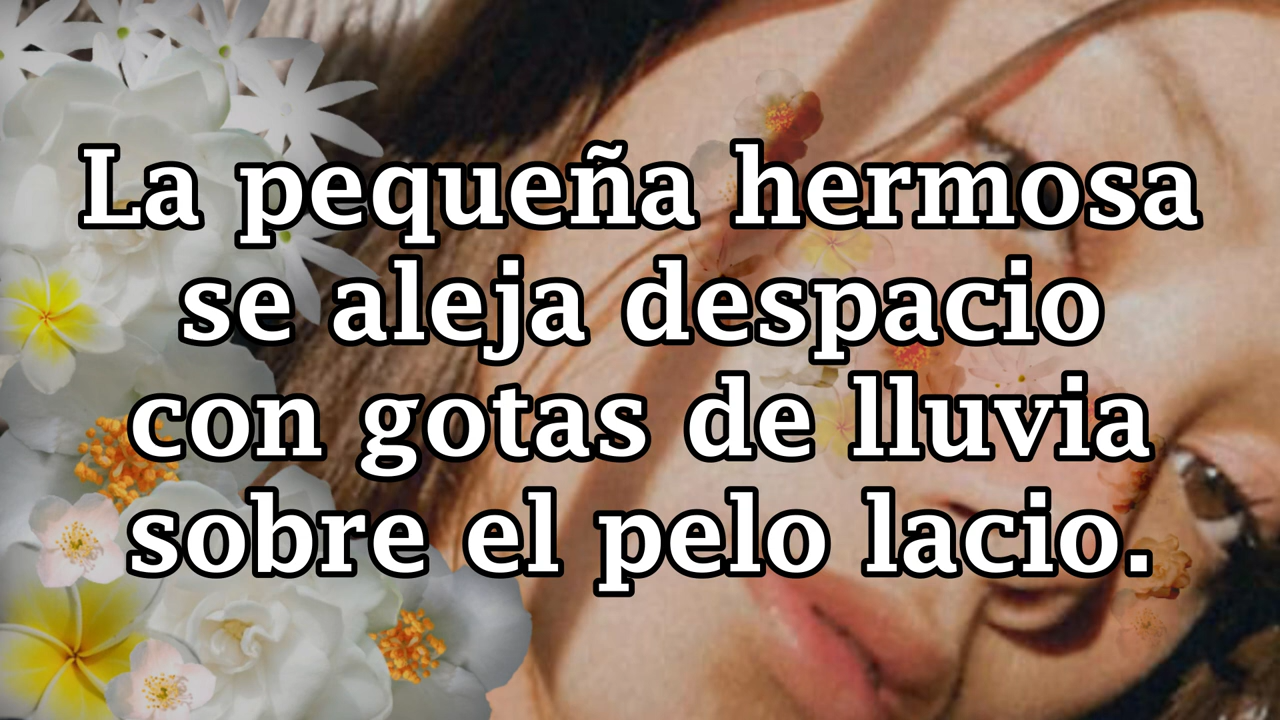 La pequeña hermosa
se aleja despacio
con gotas de lluvia
sobre el pelo lacio.